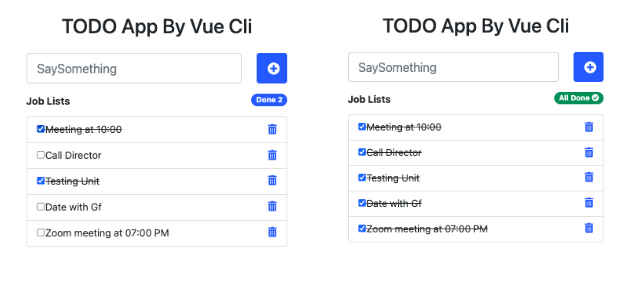 TODO App By Vue Cli
SaySomething
Job Lists
Done 2
Meeting at 10:00
Call Director
Testing Unit
Date with Gf
Zoom meeting at 07:00 PM
TODO App By Vue Cli
SaySomething
Job Lists
All Done
Meeting at 10:00
Call Director
Testing Unit
Date with Gf
Zoom meeting at 07:00 PM